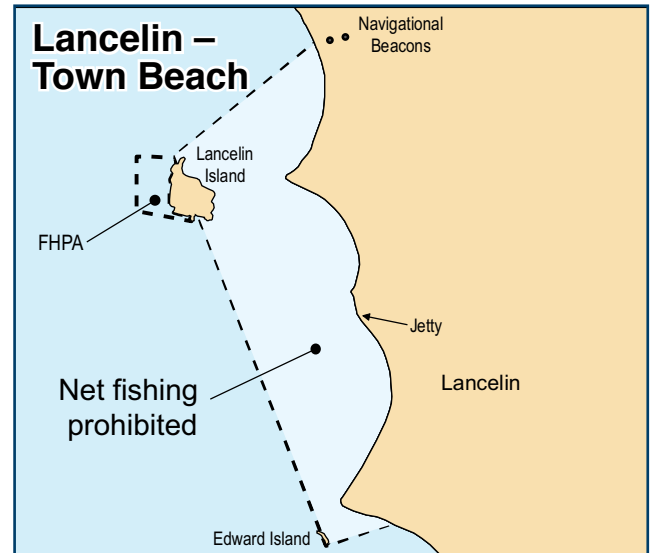 Lancelin –
Town Beach
Navigational
Beacons
Lancelin
Island
FHPA
Jetty
Lancelin
Net fishing
prohibited
Edward Island